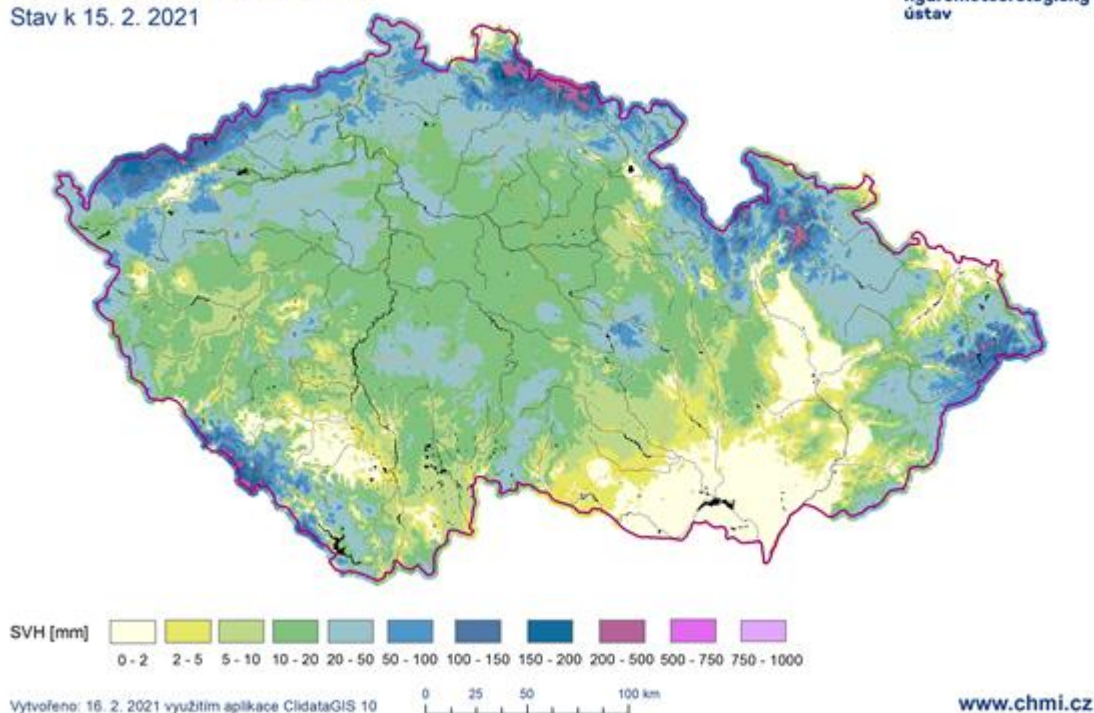 ústav
Stav k 15. 2. 2021
SVH [mm]
0 - 2 2 - 5 5 - 10 10 - 20 20 - 50 50 - 100 100 - 150 150 - 200 200 - 500 500 - 750 750 - 1000
0 25 50 100 km
Vytvořeno: 16. 2. 2021 využitím aplikace ClidataGIS 10
www.chmi.cz